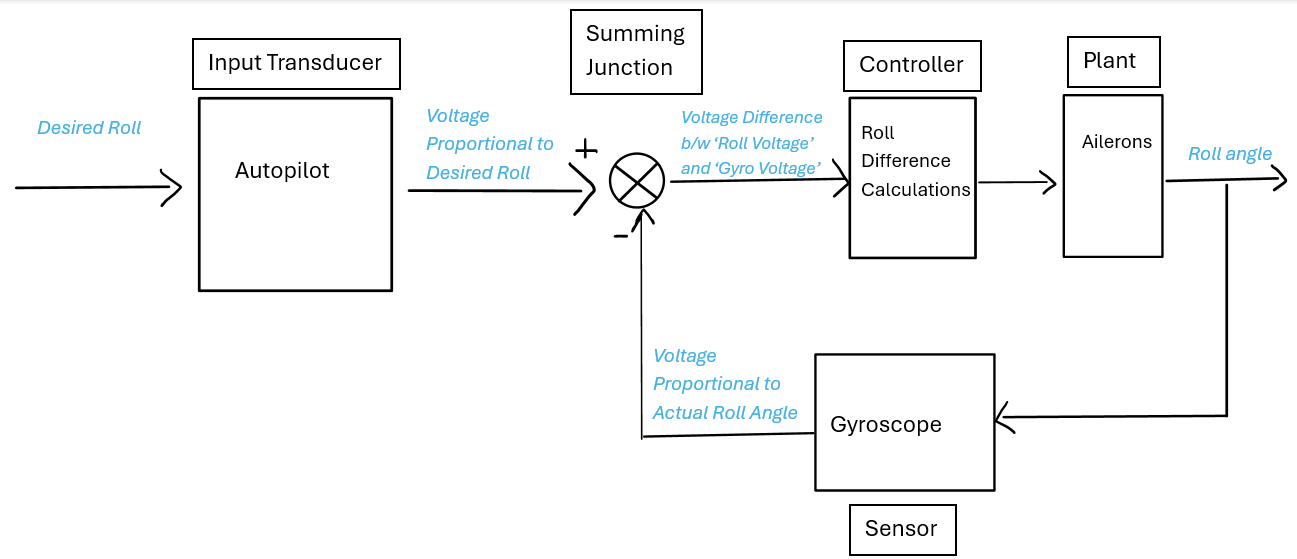 Input Transducer
Summing
Junction
Controller
Plant
Desired Roll
Autopilot
Voltage
Proportional to
Desired Roll
+
-
Voltage Difference
b/w ‘Roll Voltage’
and ‘Gyro Voltage’
Roll
Difference
Calculations
Ailerons
Roll angle
Voltage
Proportional to
Actual Roll Angle
Gyroscope
Sensor